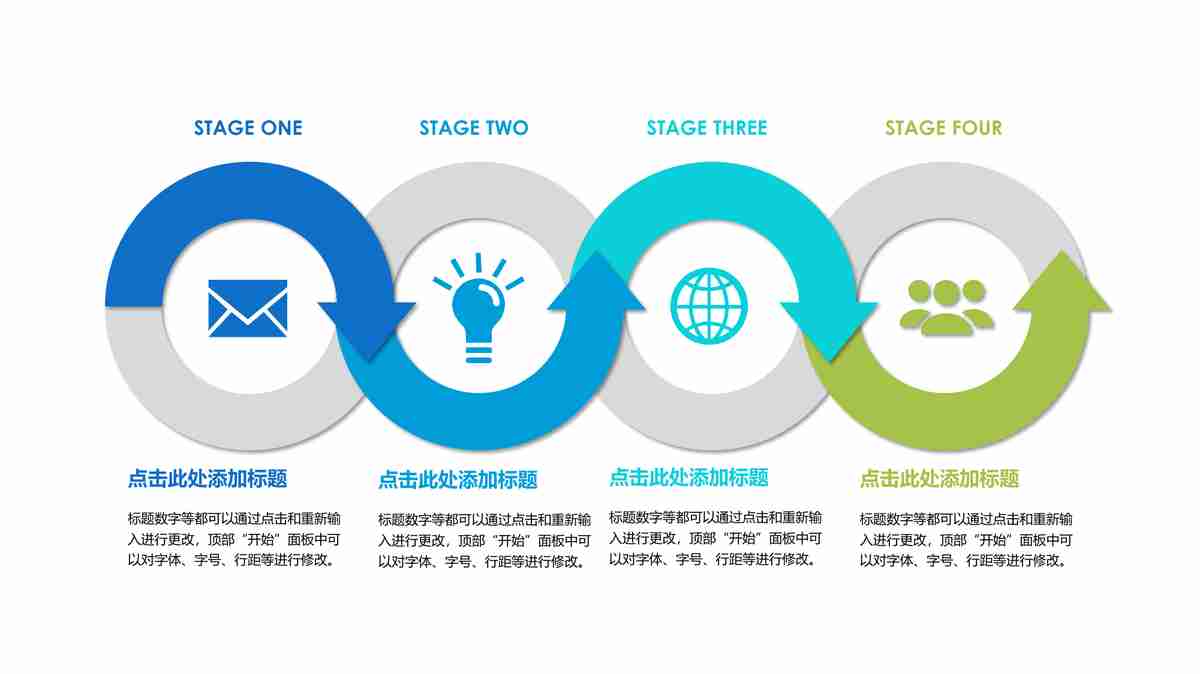 STAGE ONE
STAGE TWO
STAGE THREE
STAGE FOUR
点击此处添加标题
标题数字等都可以通过点击和重新输
入进行更改，顶部“开始”面板中可
以对字体、字号、行距等进行修改。
点击此处添加标题
标题数字等都可以通过点击和重新输
入进行更改，顶部“开始”面板中可
以对字体、字号、行距等进行修改。
点击此处添加标题
标题数字等都可以通过点击和重新输
入进行更改，顶部“开始”面板中可
以对字体、字号、行距等进行修改。
点击此处添加标题
标题数字等都可以通过点击和重新输
入进行更改，顶部“开始”面板中可
以对字体、字号、行距等进行修改。